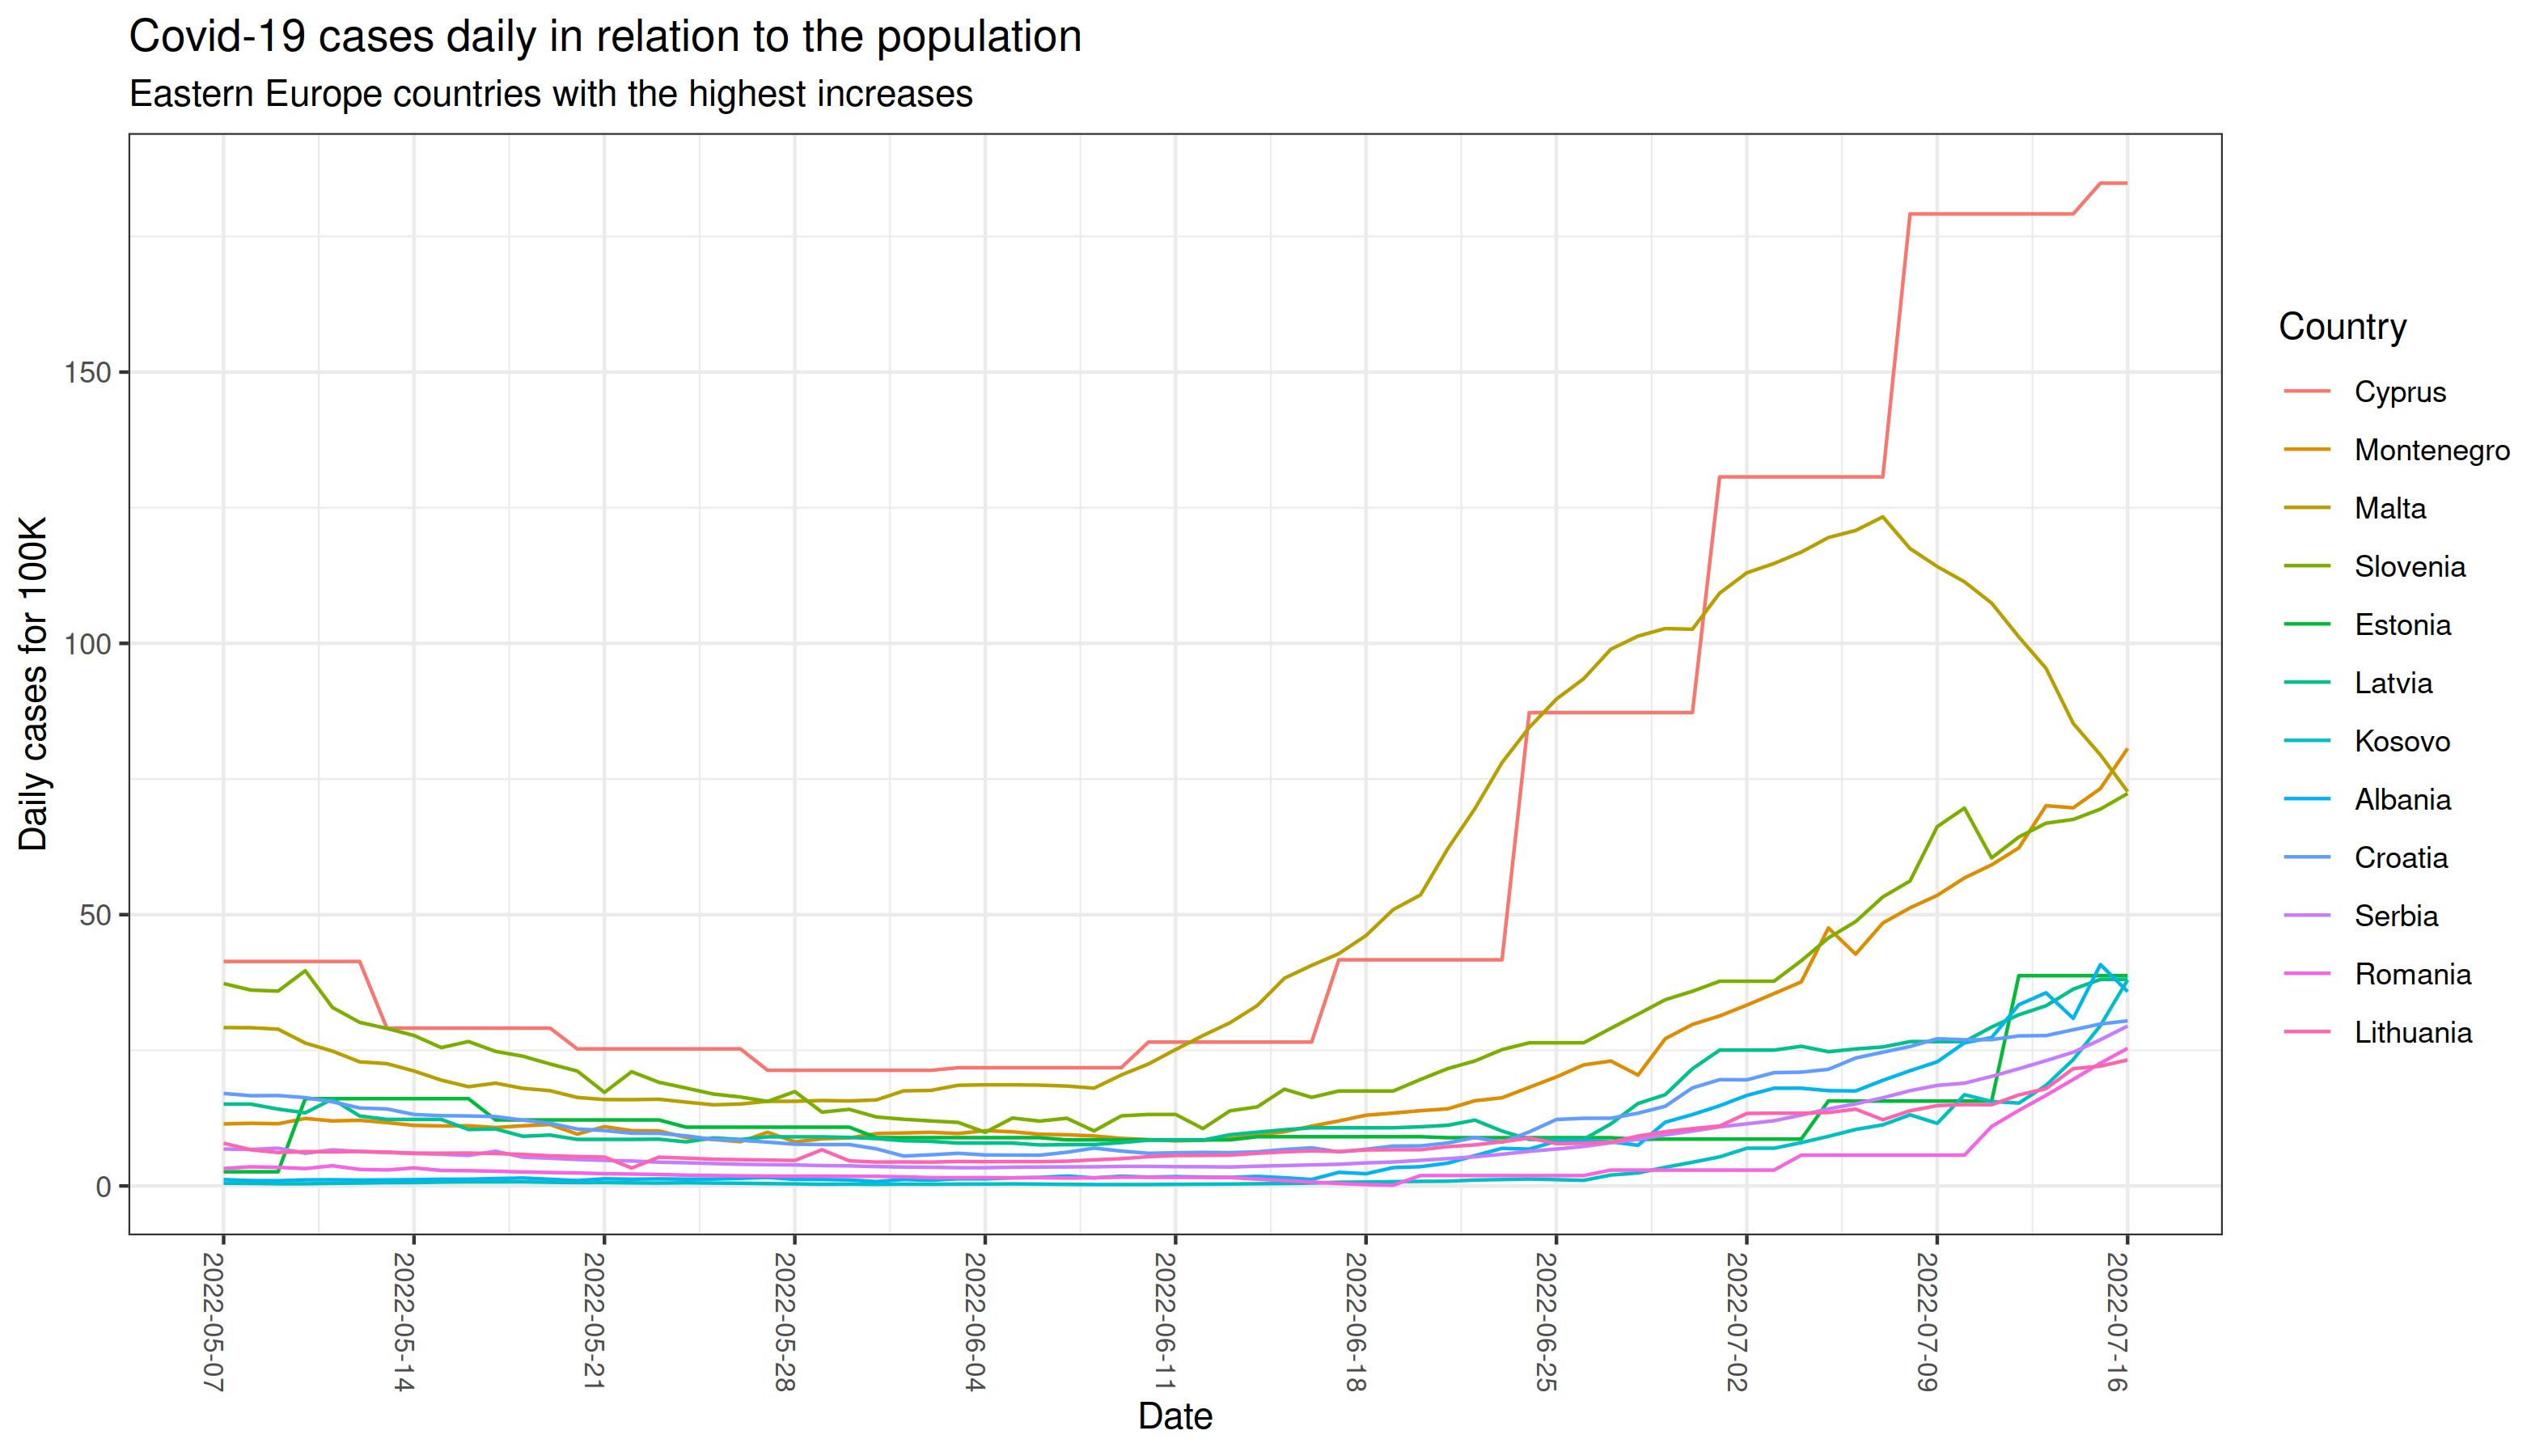 Covid-19 cases daily in relation to the population
Eastern Europe countries with the highest increases
Daily cases for 100K
150
100
50
0
2022-05-07
2022-05-14
2022-05-21
2022-05-28
2022-06-04
2022-06-11
2022-06-18
2022-06-25
2022-07-02
2022-07-09
2022-07-16
Date
Country
Cyprus
Montenegro
Malta
Slovenia
Estonia
Latvia
Kosovo
Albania
Croatia
Serbia
Romania
Lithuania